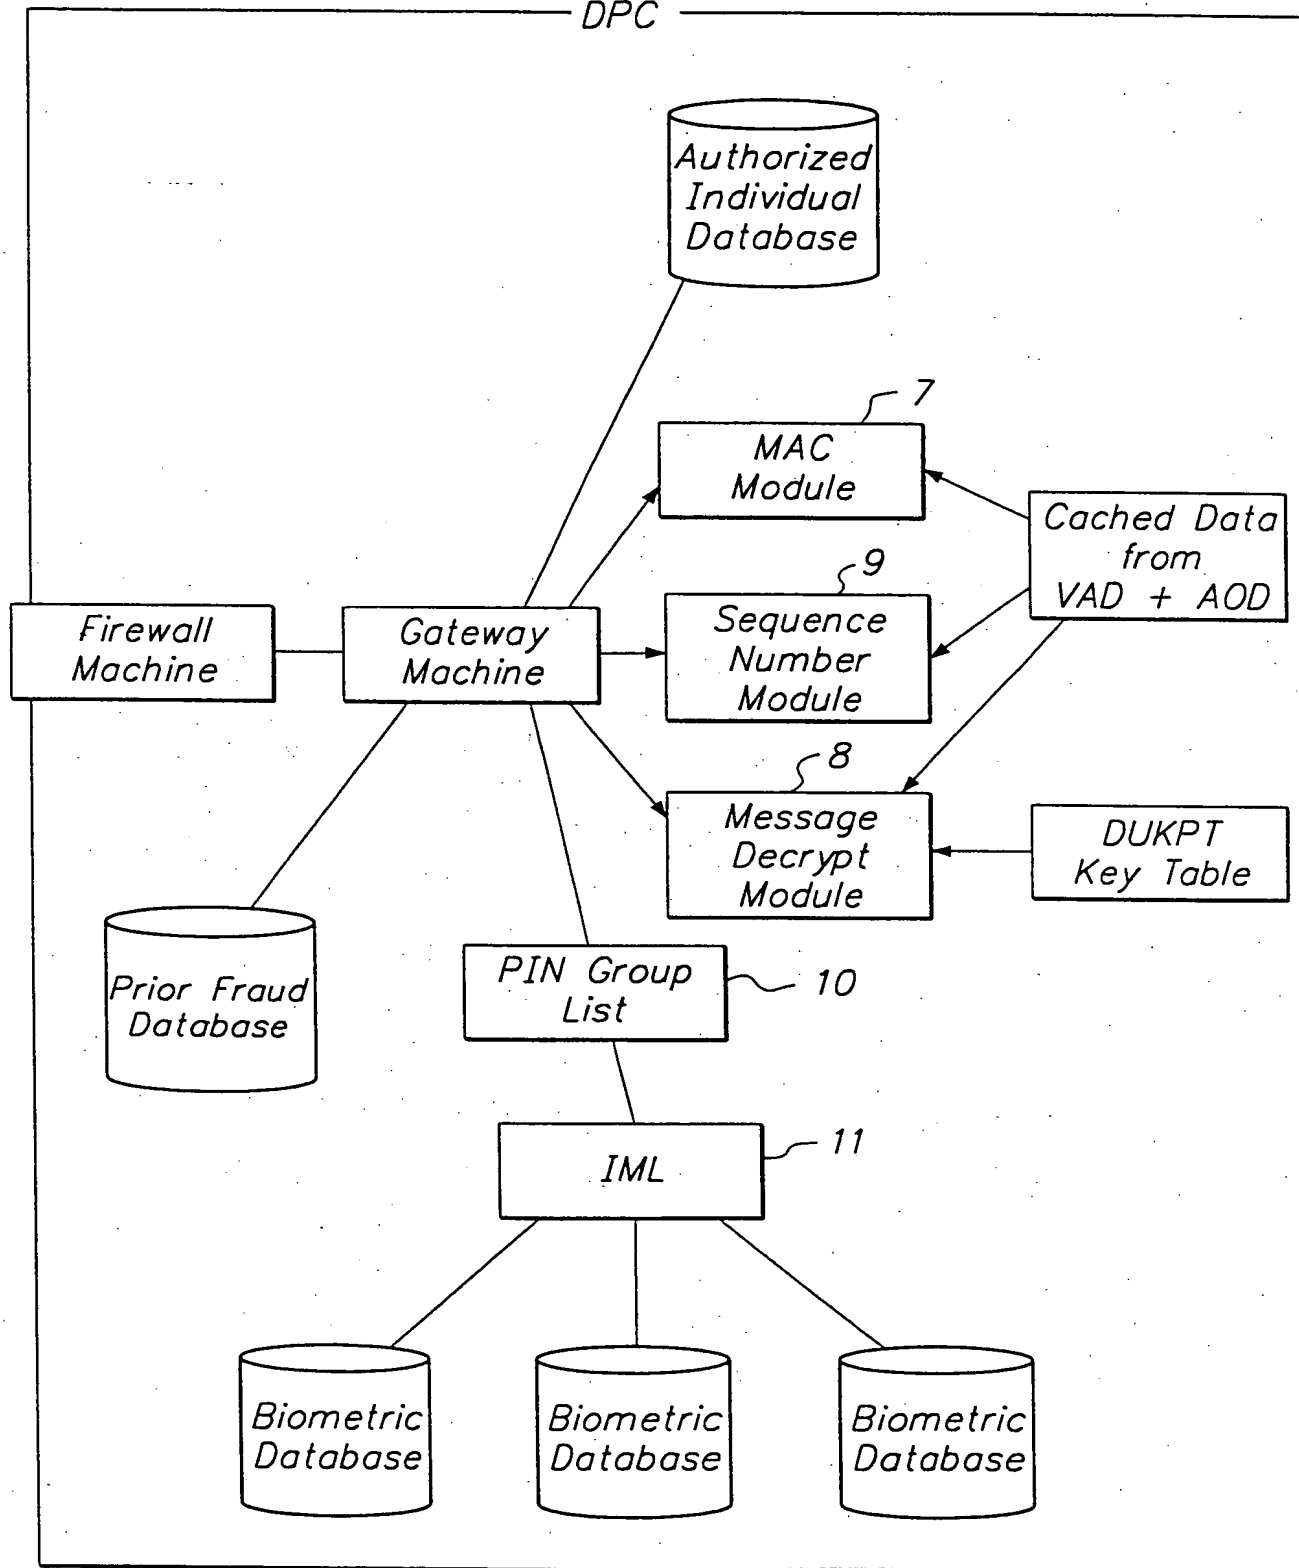 DPC
Authorized
Individual
Database
7
MAC
Module
Cached Data
from
VAD + AOD
9
Firewall
Machine
Gateway
Machine
Sequence
Number
Module
8
Message
Decrypt
Module
DUKPT
Key Table
Prior Fraud
Database
PIN Group
List
10
IML
11
Biometric
Database
Biometric
Database
Biometric
Database